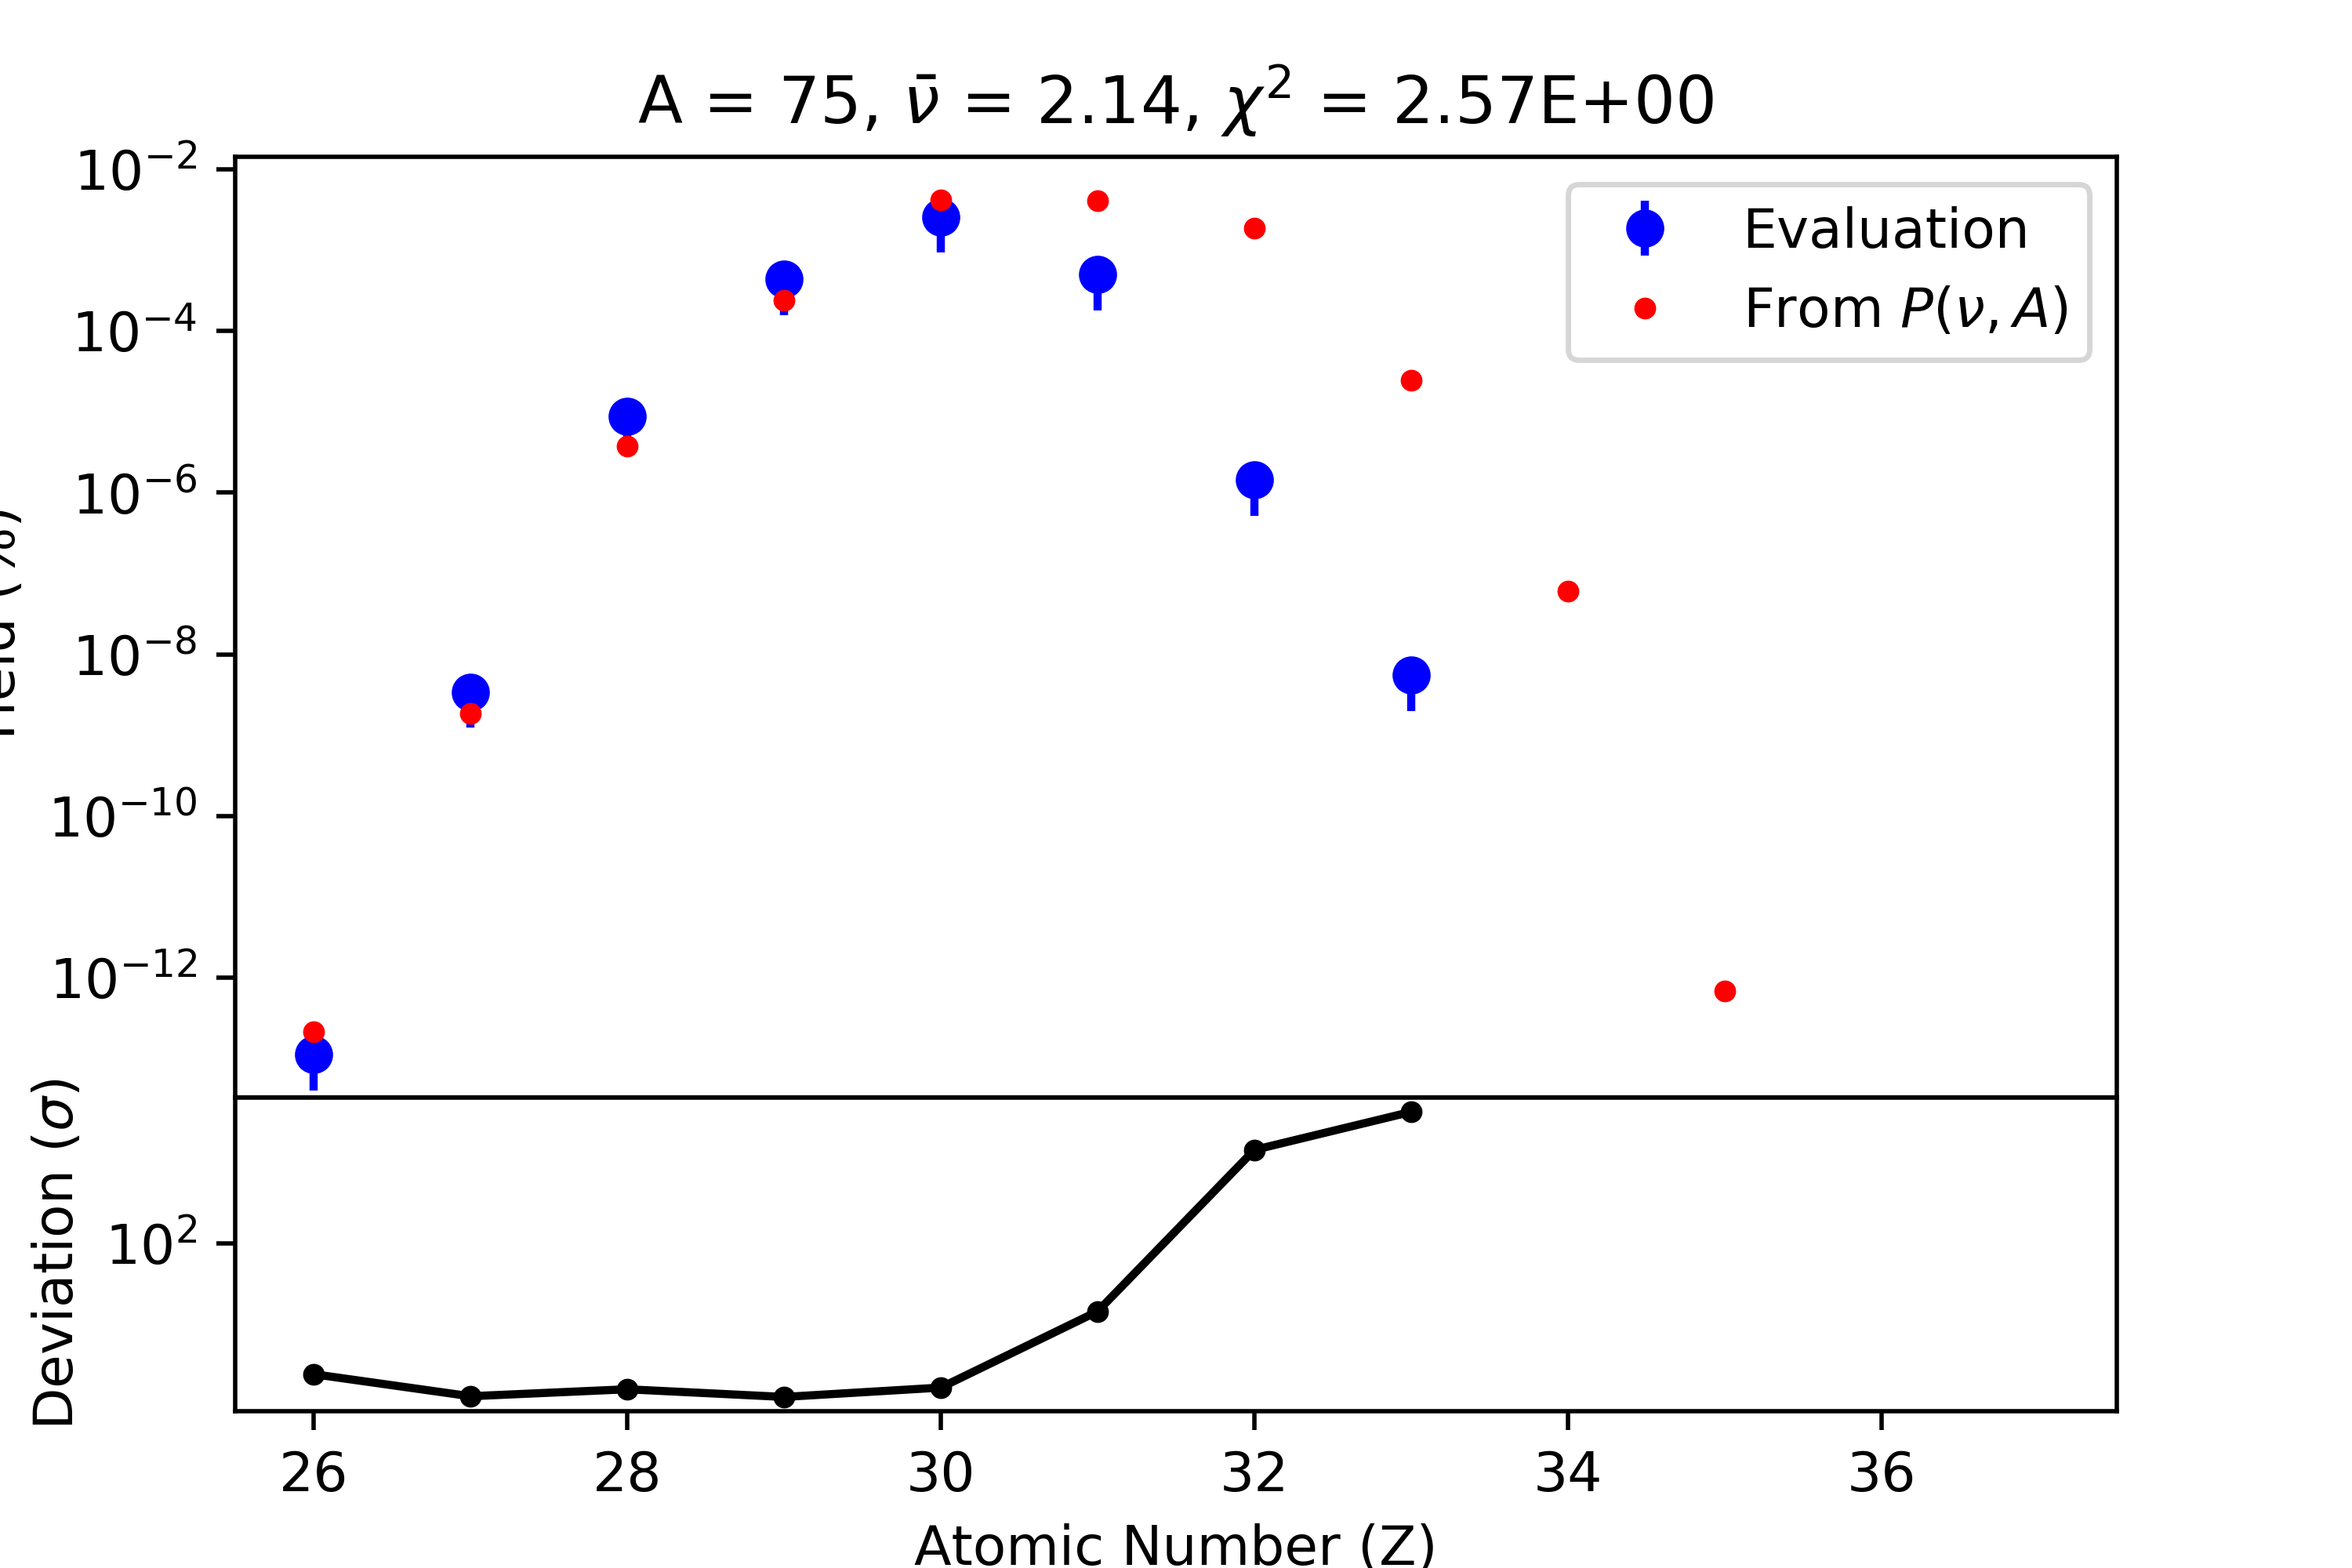 A = 75, ν̄ = 2.14, χ² = 2.57E+00
10⁻²
10⁻⁴
10⁻⁶
10⁻⁸
10⁻¹⁰
10⁻¹²
Evaluation
From P(ν, A)
(%)
Deviation (σ)
10²
26 28 30 32 34 36
Atomic Number (Z)